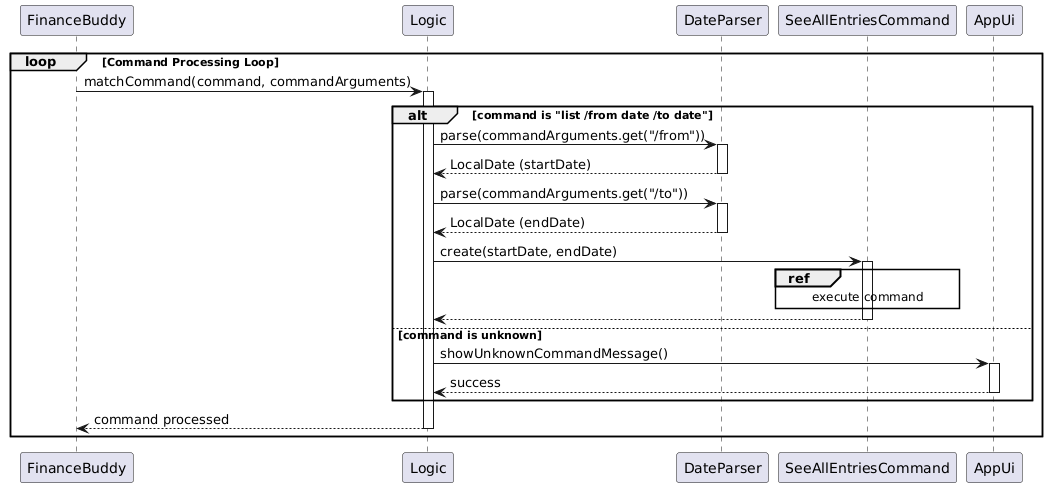 FinanceBuddy Logic DateParser SeeAllEntriesCommand AppUi
loop [Command Processing Loop]
matchCommand(command, commandArguments)
alt [command is "list /from date /to date"]
parse(commandArguments.get("/from"))
LocalDate (startDate)
parse(commandArguments.get("/to"))
LocalDate (endDate)
create(startDate, endDate)
ref
execute command
[command is unknown]
showUnknownCommandMessage()
success
command processed
FinanceBuddy Logic DateParser SeeAllEntriesCommand AppUi